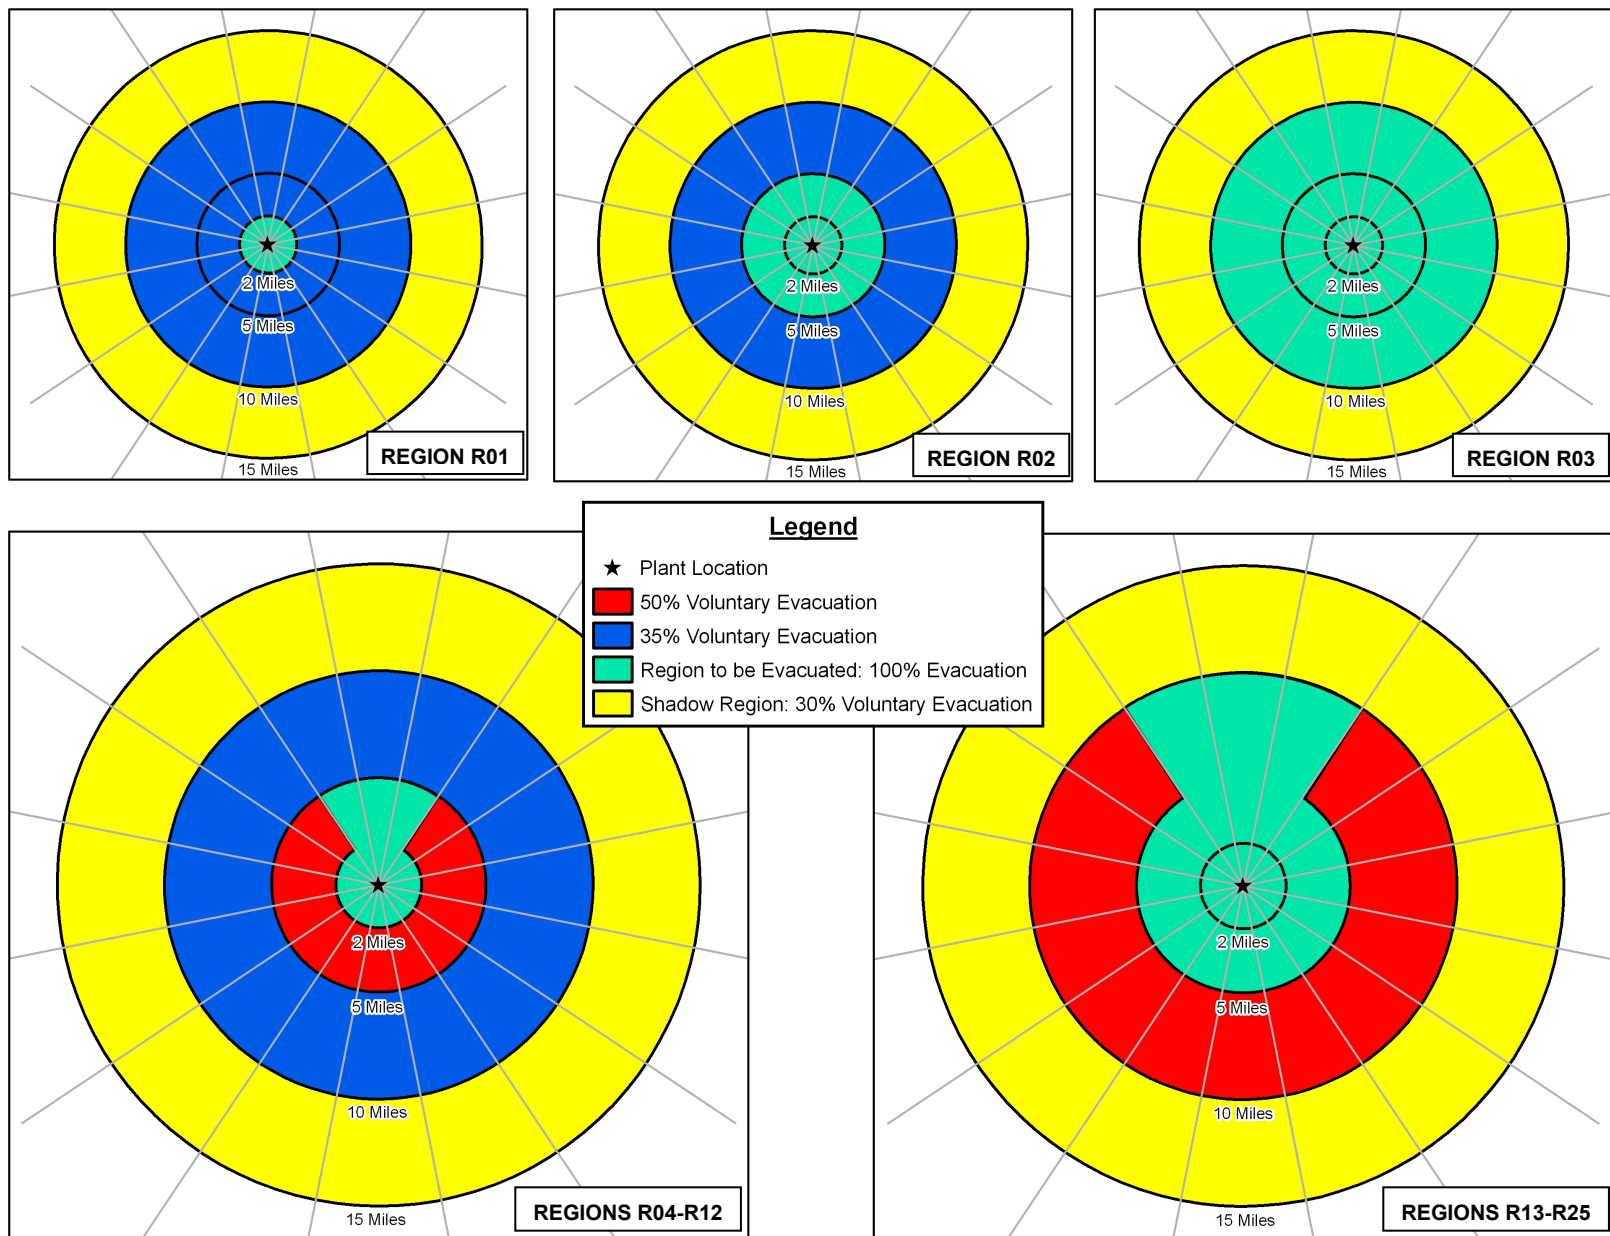 2 Miles
5 Miles
10 Miles
15 Miles
REGION R01
2 Miles
5 Miles
10 Miles
15 Miles
REGION R02
2 Miles
5 Miles
10 Miles
15 Miles
REGION R03
Legend
Plant Location
50% Voluntary Evacuation
35% Voluntary Evacuation
Region to be Evacuated: 100% Evacuation
Shadow Region: 30% Voluntary Evacuation
2 Miles
5 Miles
10 Miles
15 Miles
REGIONS R04-R12
2 Miles
5 Miles
10 Miles
15 Miles
REGIONS R13-R25